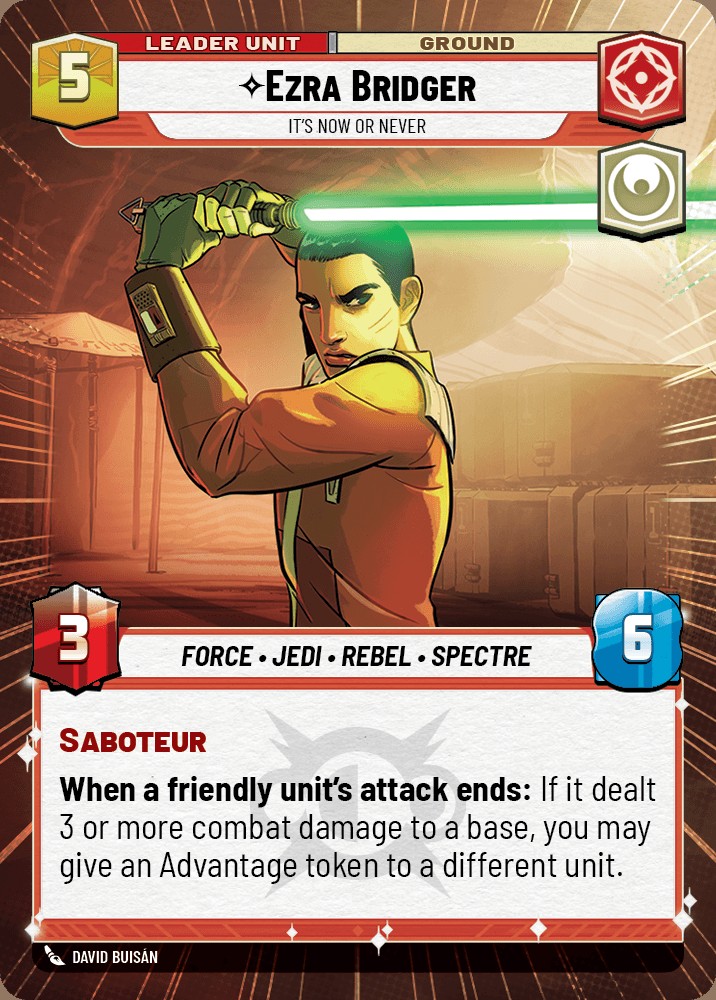 LEADER UNIT GROUND
5
EZRA BRIDGER
IT'S NOW OR NEVER
3
FORCE • JEDI • REBEL • SPECTRE
6
SABOTEUR
When a friendly unit's attack ends: If it dealt
3 or more combat damage to a base, you may
give an Advantage token to a different unit.
DAVID BUISÁN